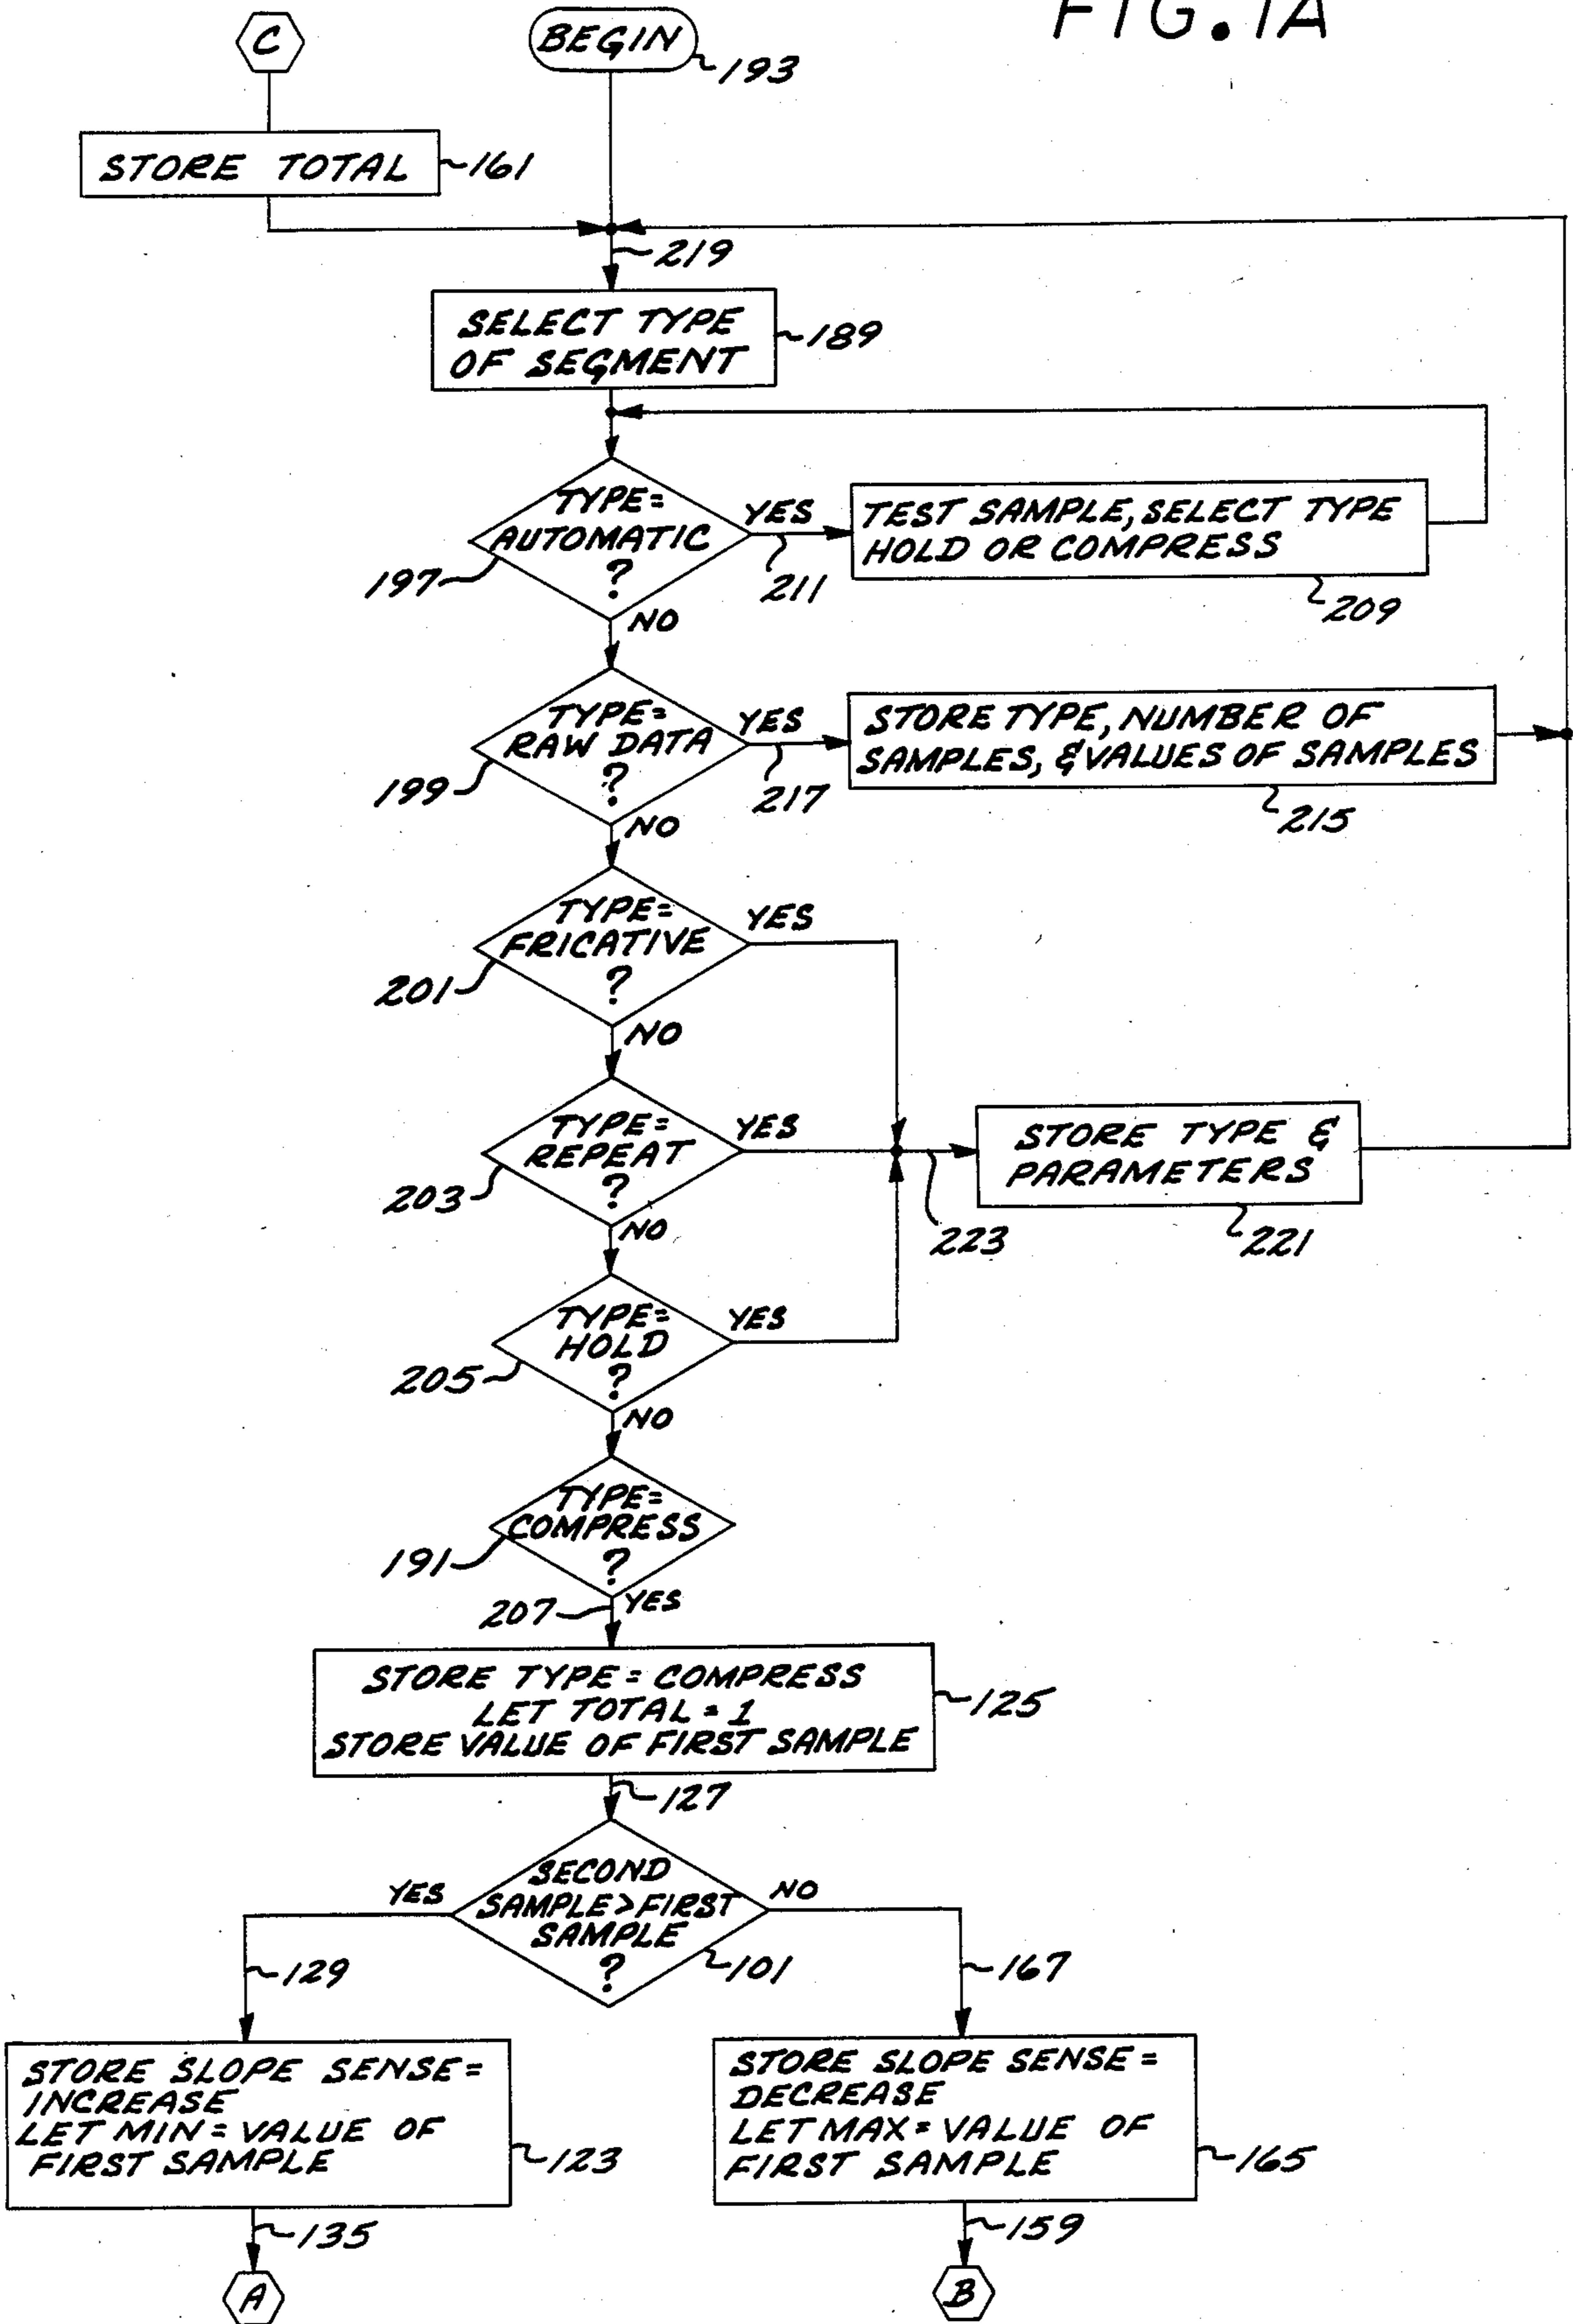 FIG. 1A
C
BEGIN
193
STORE TOTAL
161
219
SELECT TYPE
OF SEGMENT
189
TYPE=
AUTOMATIC
?
197
YES
211
TEST SAMPLE, SELECT TYPE
HOLD OR COMPRESS
209
NO
TYPE=
RAW DATA
?
199
YES
217
STORE TYPE, NUMBER OF
SAMPLES, & VALUES OF SAMPLES
215
NO
TYPE=
FRICATIVE
?
201
YES
NO
TYPE=
REPEAT
?
203
YES
223
STORE TYPE &
PARAMETERS
221
NO
TYPE=
HOLD
?
205
YES
NO
TYPE=
COMPRESS
?
191
207
YES
STORE TYPE = COMPRESS
LET TOTAL = 1
STORE VALUE OF FIRST SAMPLE
125
127
SECOND
SAMPLE > FIRST
SAMPLE
?
101
YES
NO
129
167
STORE SLOPE SENSE =
INCREASE
LET MIN = VALUE OF
FIRST SAMPLE
123
STORE SLOPE SENSE =
DECREASE
LET MAX = VALUE OF
FIRST SAMPLE
165
135
159
A
B